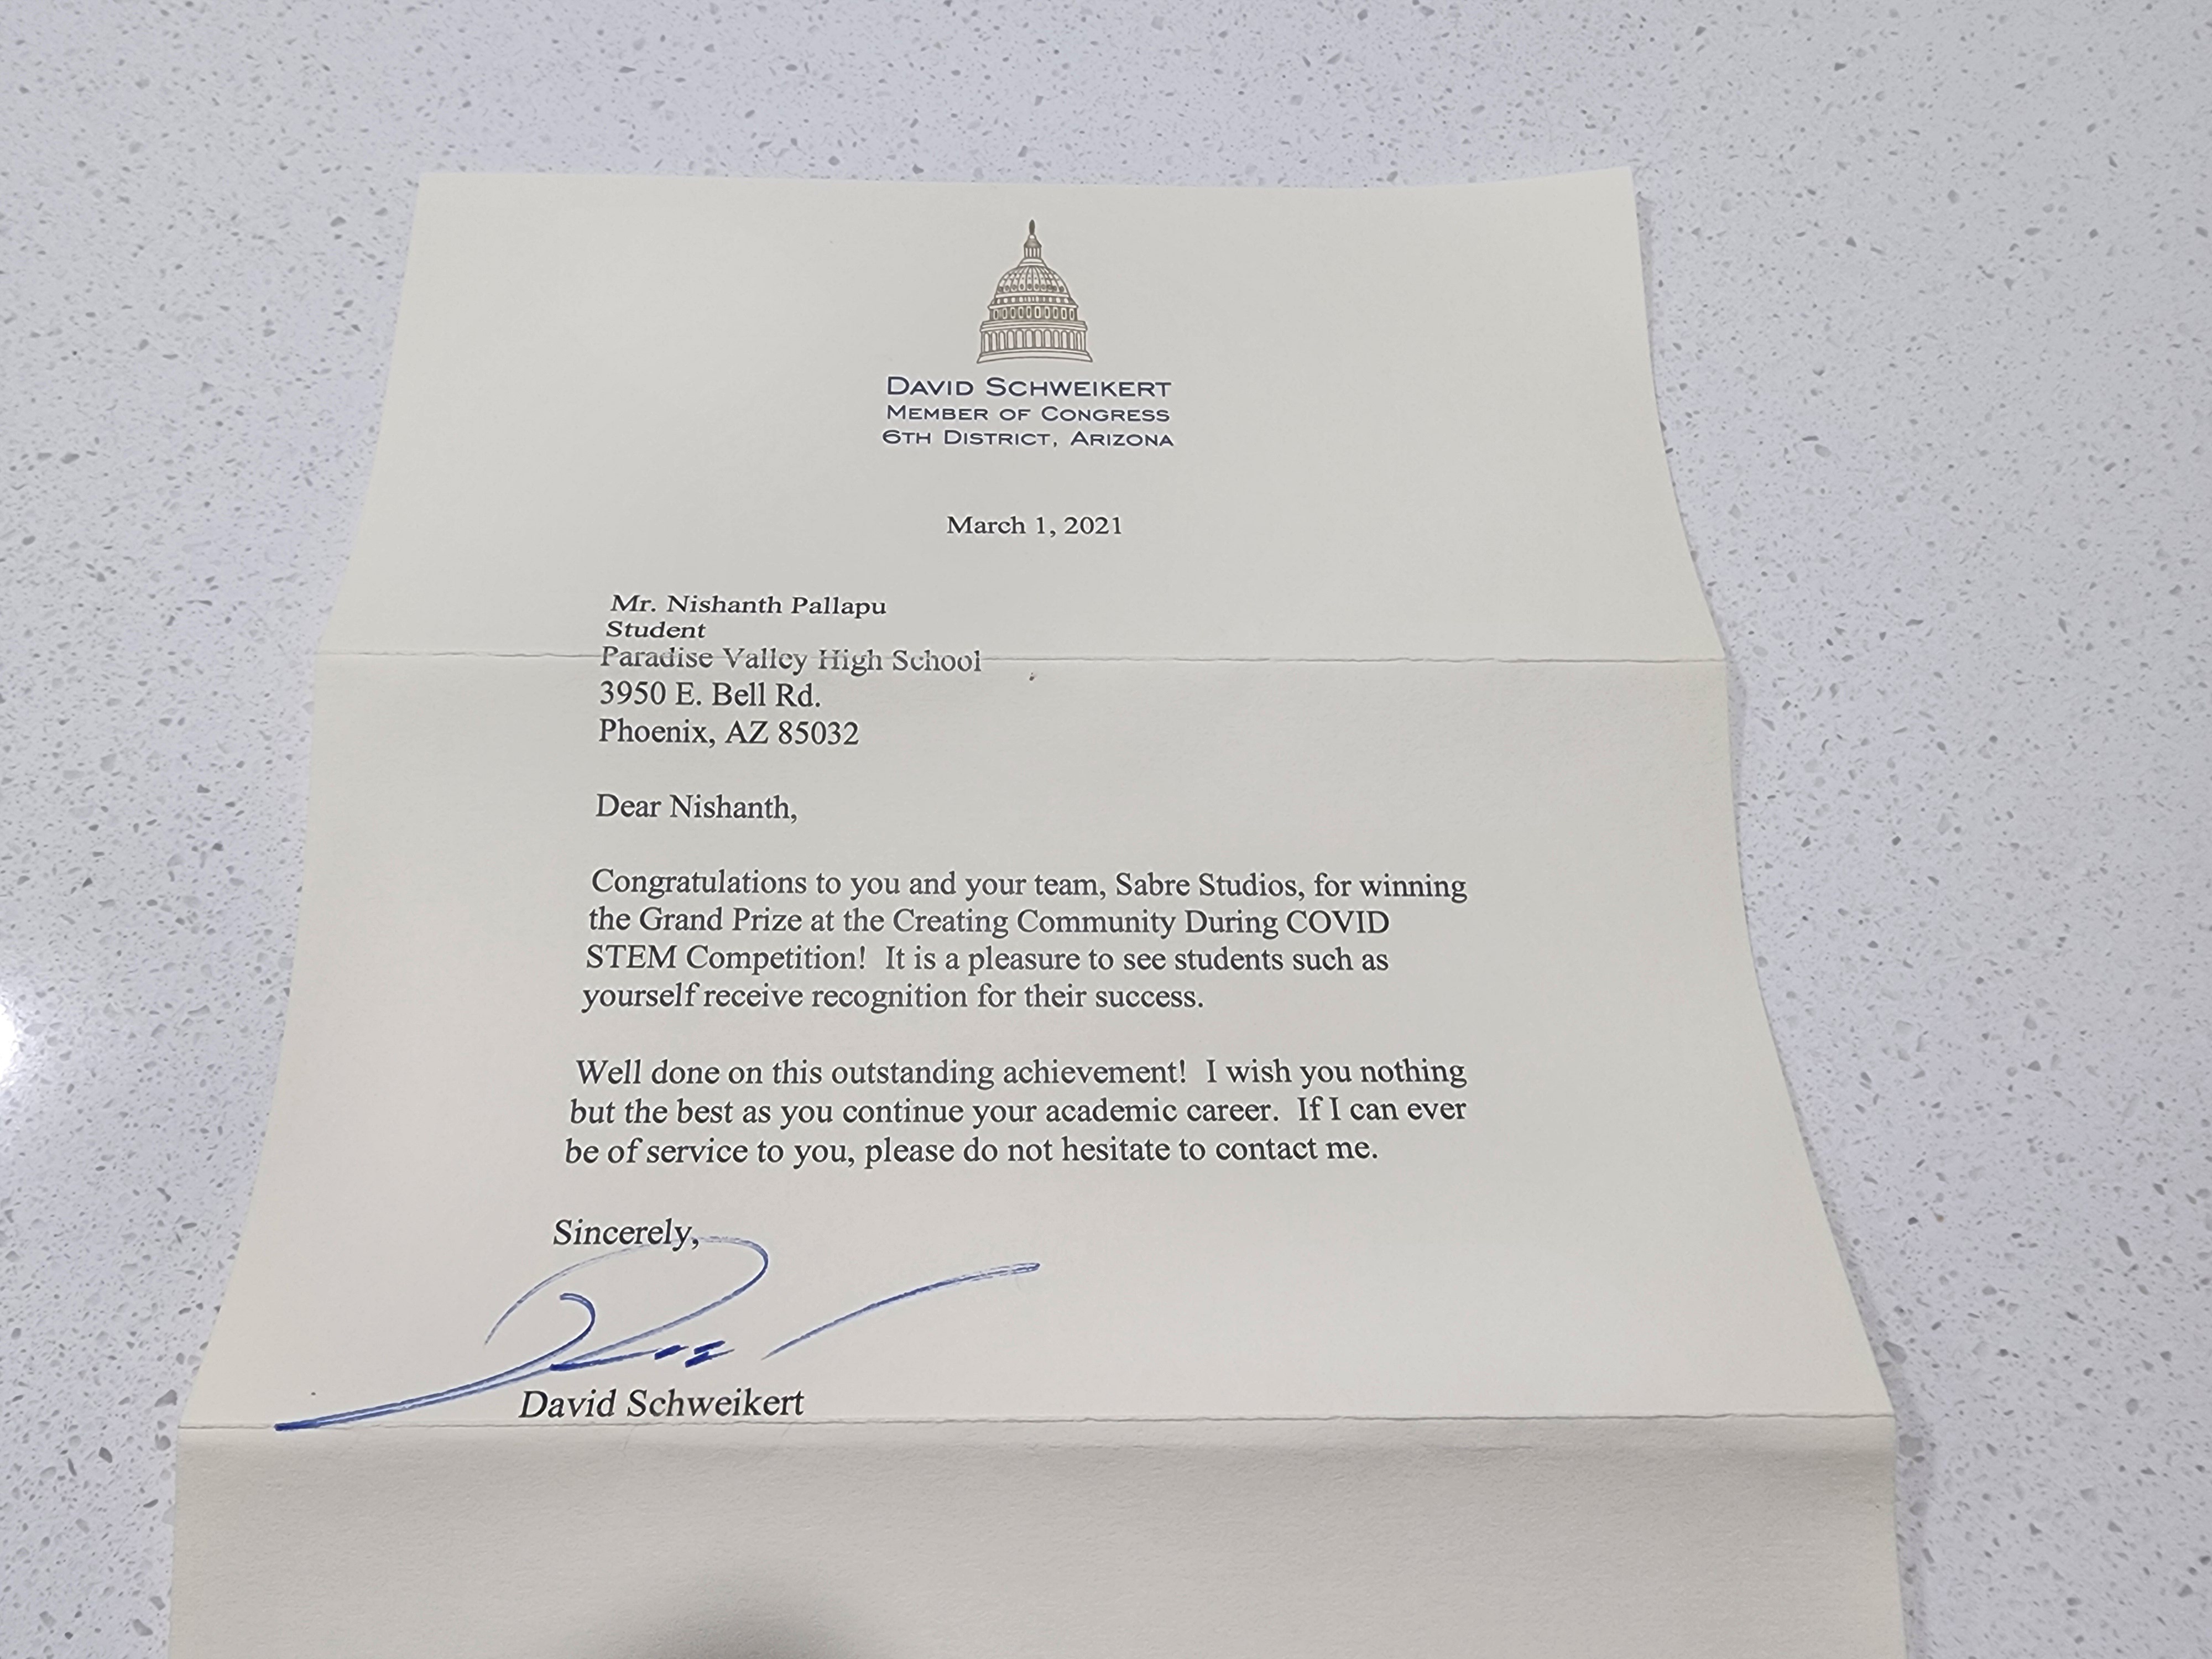 DAVID SCHWEIKERT
MEMBER OF CONGRESS
6TH DISTRICT, ARIZONA
March 1, 2021
Mr. Nishanth Pallapu
Student
Paradise Valley High School
3950 E. Bell Rd.
Phoenix, AZ 85032
Dear Nishanth,
Congratulations to you and your team, Sabre Studios, for winning
the Grand Prize at the Creating Community During COVID
STEM Competition!  It is a pleasure to see students such as
yourself receive recognition for their success.
Well done on this outstanding achievement!  I wish you nothing
but the best as you continue your academic career.  If I can ever
be of service to you, please do not hesitate to contact me.
Sincerely,
David Schweikert